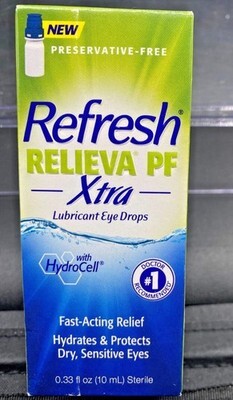 NEW
PRESERVATIVE-FREE
Refresh®
RELIEVA® PF
Xtra
Lubricant Eye Drops
with
HydroCell®
DOCTOR
#1
RECOMMENDED
Fast-Acting Relief
Hydrates & Protects
Dry, Sensitive Eyes
0.33 fl oz (10 mL) Sterile